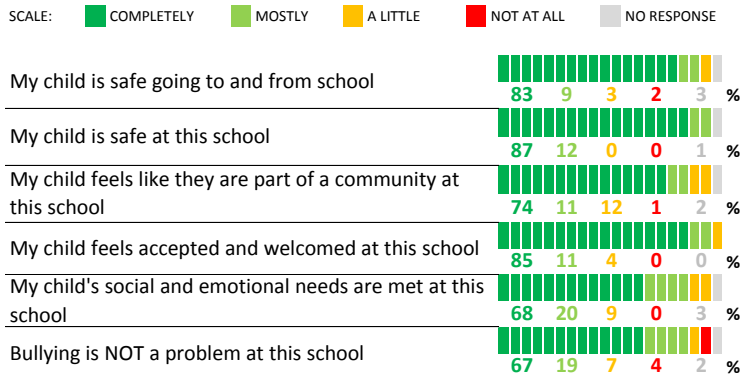 SCALE: COMPLETELY MOSTLY A LITTLE NOT AT ALL NO RESPONSE
My child is safe going to and from school
83 9 3 2 3 %
My child is safe at this school
87 12 0 0 1 %
My child feels like they are part of a community at
this school
74 11 12 1 2 %
My child feels accepted and welcomed at this school
85 11 4 0 0 %
My child's social and emotional needs are met at this
school
68 20 9 0 3 %
Bullying is NOT a problem at this school
67 19 7 4 2 %